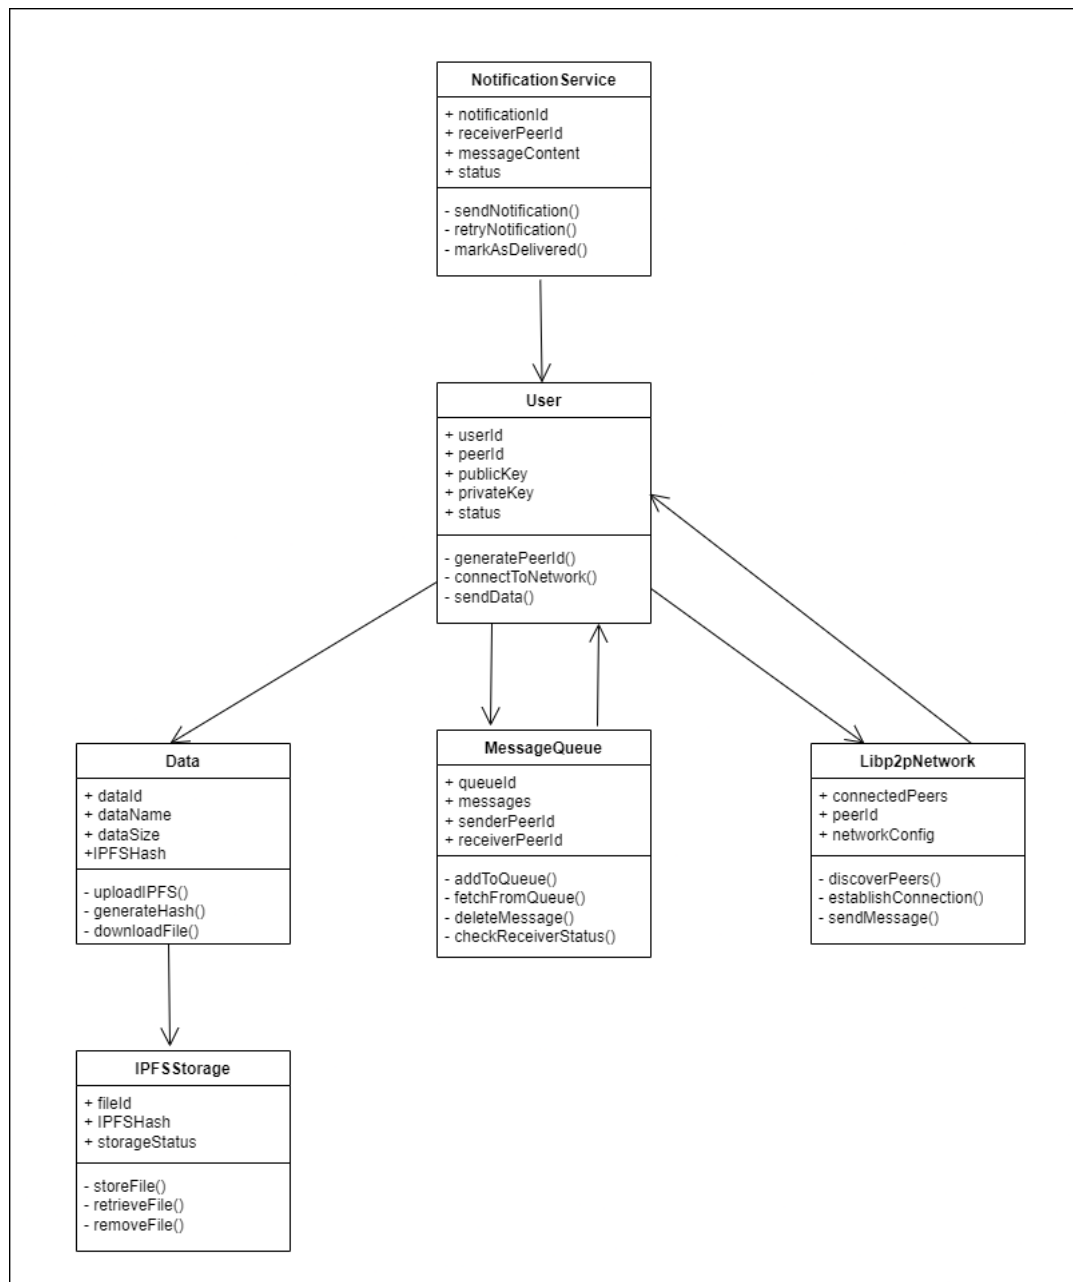 NotificationService
+ notificationId
+ receiverPeerId
+ messageContent
+ status
- sendNotification()
- retryNotification()
- markAsDelivered()
User
+ userId
+ peerId
+ publicKey
+ privateKey
+ status
- generatePeerId()
- connectToNetwork()
- sendData()
Data
+ dataId
+ dataName
+ dataSize
+IPFSHash
- uploadIPFS()
- generateHash()
- downloadFile()
MessageQueue
+ queueId
+ messages
+ senderPeerId
+ receiverPeerId
- addToQueue()
- fetchFromQueue()
- deleteMessage()
- checkReceiverStatus()
Libp2pNetwork
+ connectedPeers
+ peerId
+ networkConfig
- discoverPeers()
- establishConnection()
- sendMessage()
IPFSStorage
+ fileId
+ IPFSHash
+ storageStatus
- storeFile()
- retrieveFile()
- removeFile()